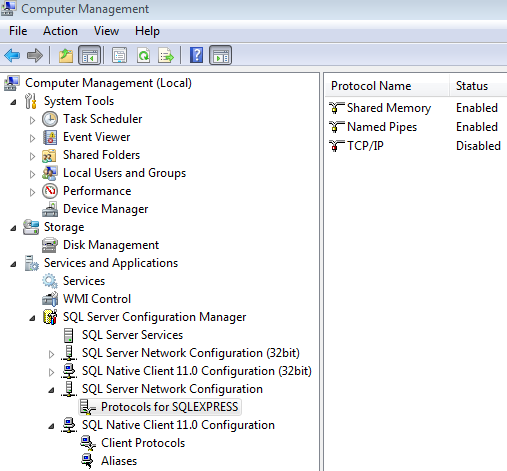 Computer Management
File Action View Help
Computer Management (Local)
System Tools
Task Scheduler
Event Viewer
Shared Folders
Local Users and Groups
Performance
Device Manager
Storage
Disk Management
Services and Applications
Services
WMI Control
SQL Server Configuration Manager
SQL Server Services
SQL Server Network Configuration (32bit)
SQL Native Client 11.0 Configuration (32bit)
SQL Server Network Configuration
Protocols for SQLEXPRESS
SQL Native Client 11.0 Configuration
Client Protocols
Aliases
Protocol Name Status
Shared Memory Enabled
Named Pipes Enabled
TCP/IP Disabled